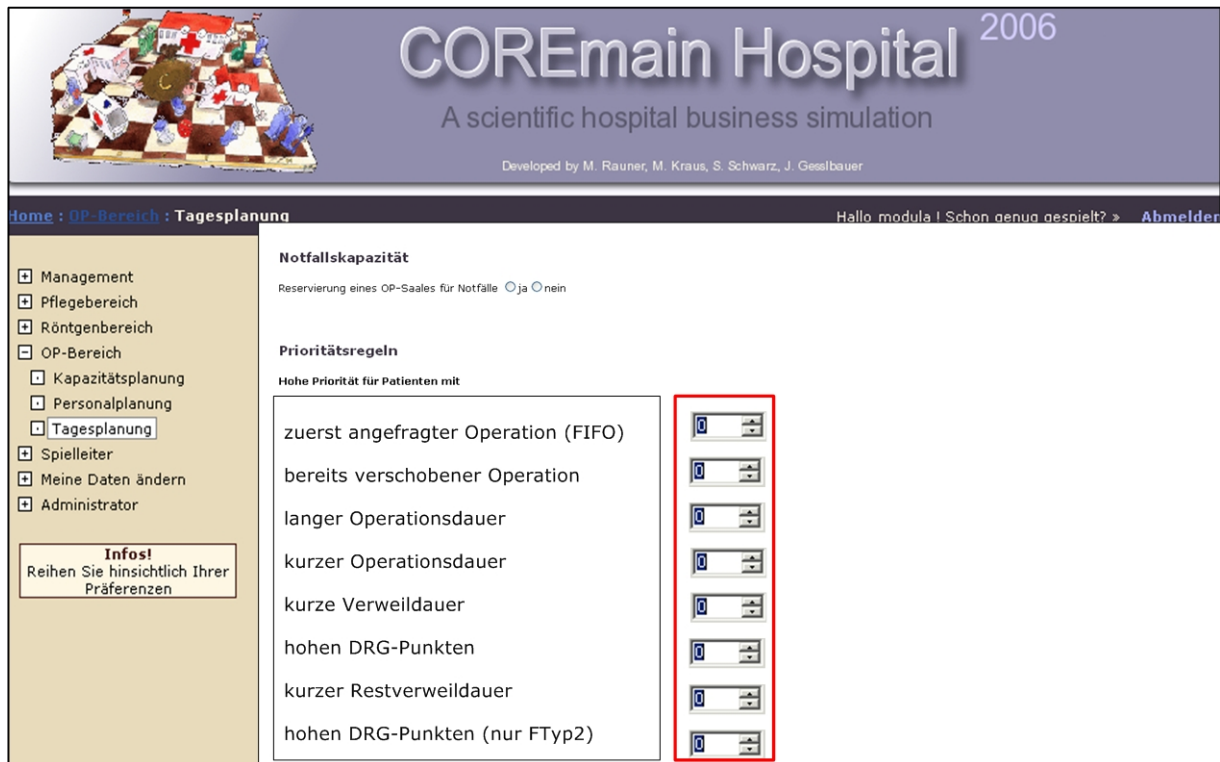 COREmain Hospital 2006
A scientific hospital business simulation
Developed by M. Rauner, M. Kraus, S. Schwarz, J. Gesslbauer
Home : OP-Bereich : Tagesplanung
Hallo modula ! Schon genug gespielt? » Abmelden
Management
Pflegebereich
Röntgenbereich
OP-Bereich
Kapazitätsplanung
Personalplanung
Tagesplanung
Spielleiter
Meine Daten ändern
Administrator
Infos!
Reihen Sie hinsichtlich Ihrer
Präferenzen
Notfallskapazität
Reservierung eines OP-Saales für Notfälle ja nein
Prioritätsregeln
Hohe Priorität für Patienten mit
zuerst angefragter Operation (FIFO) 0
bereits verschobener Operation 0
langer Operationsdauer 0
kurzer Operationsdauer 0
kurze Verweildauer 0
hohen DRG-Punkten 0
kurzer Restverweildauer 0
hohen DRG-Punkten (nur FTyp2) 0